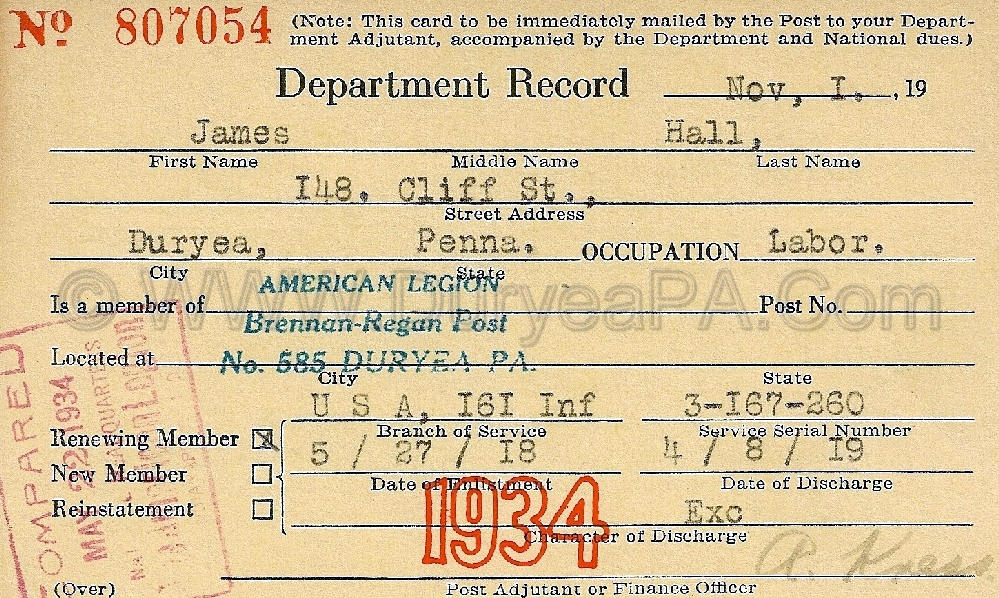 No 807054 (Note: This card to be immediately mailed by the Post to your Depart-
ment Adjutant, accompanied by the Department and National dues.)
Department Record Nov, I. , 19
James Hall,
First Name Middle Name Last Name
I48. Cliff St.,
Street Address
Duryea, Penna. OCCUPATION Labor.
City State
AMERICAN LEGION
© WWW.DuryeaPA.Com
Is a member of Post No.
Brennan-Regan Post
Located at No. 585 DURYEA PA.
City State
U S A, I6I Inf 3-I67-260
Branch of Service Service Serial Number
Renewing Member
5 / 27 / I8 4 / 8 / I9
New Member
Date of Enlistment Date of Discharge
Reinstatement
Exc
1934
Character of Discharge
COMPARED
MAY 22 1934
(Over) Post Adjutant or Finance Officer